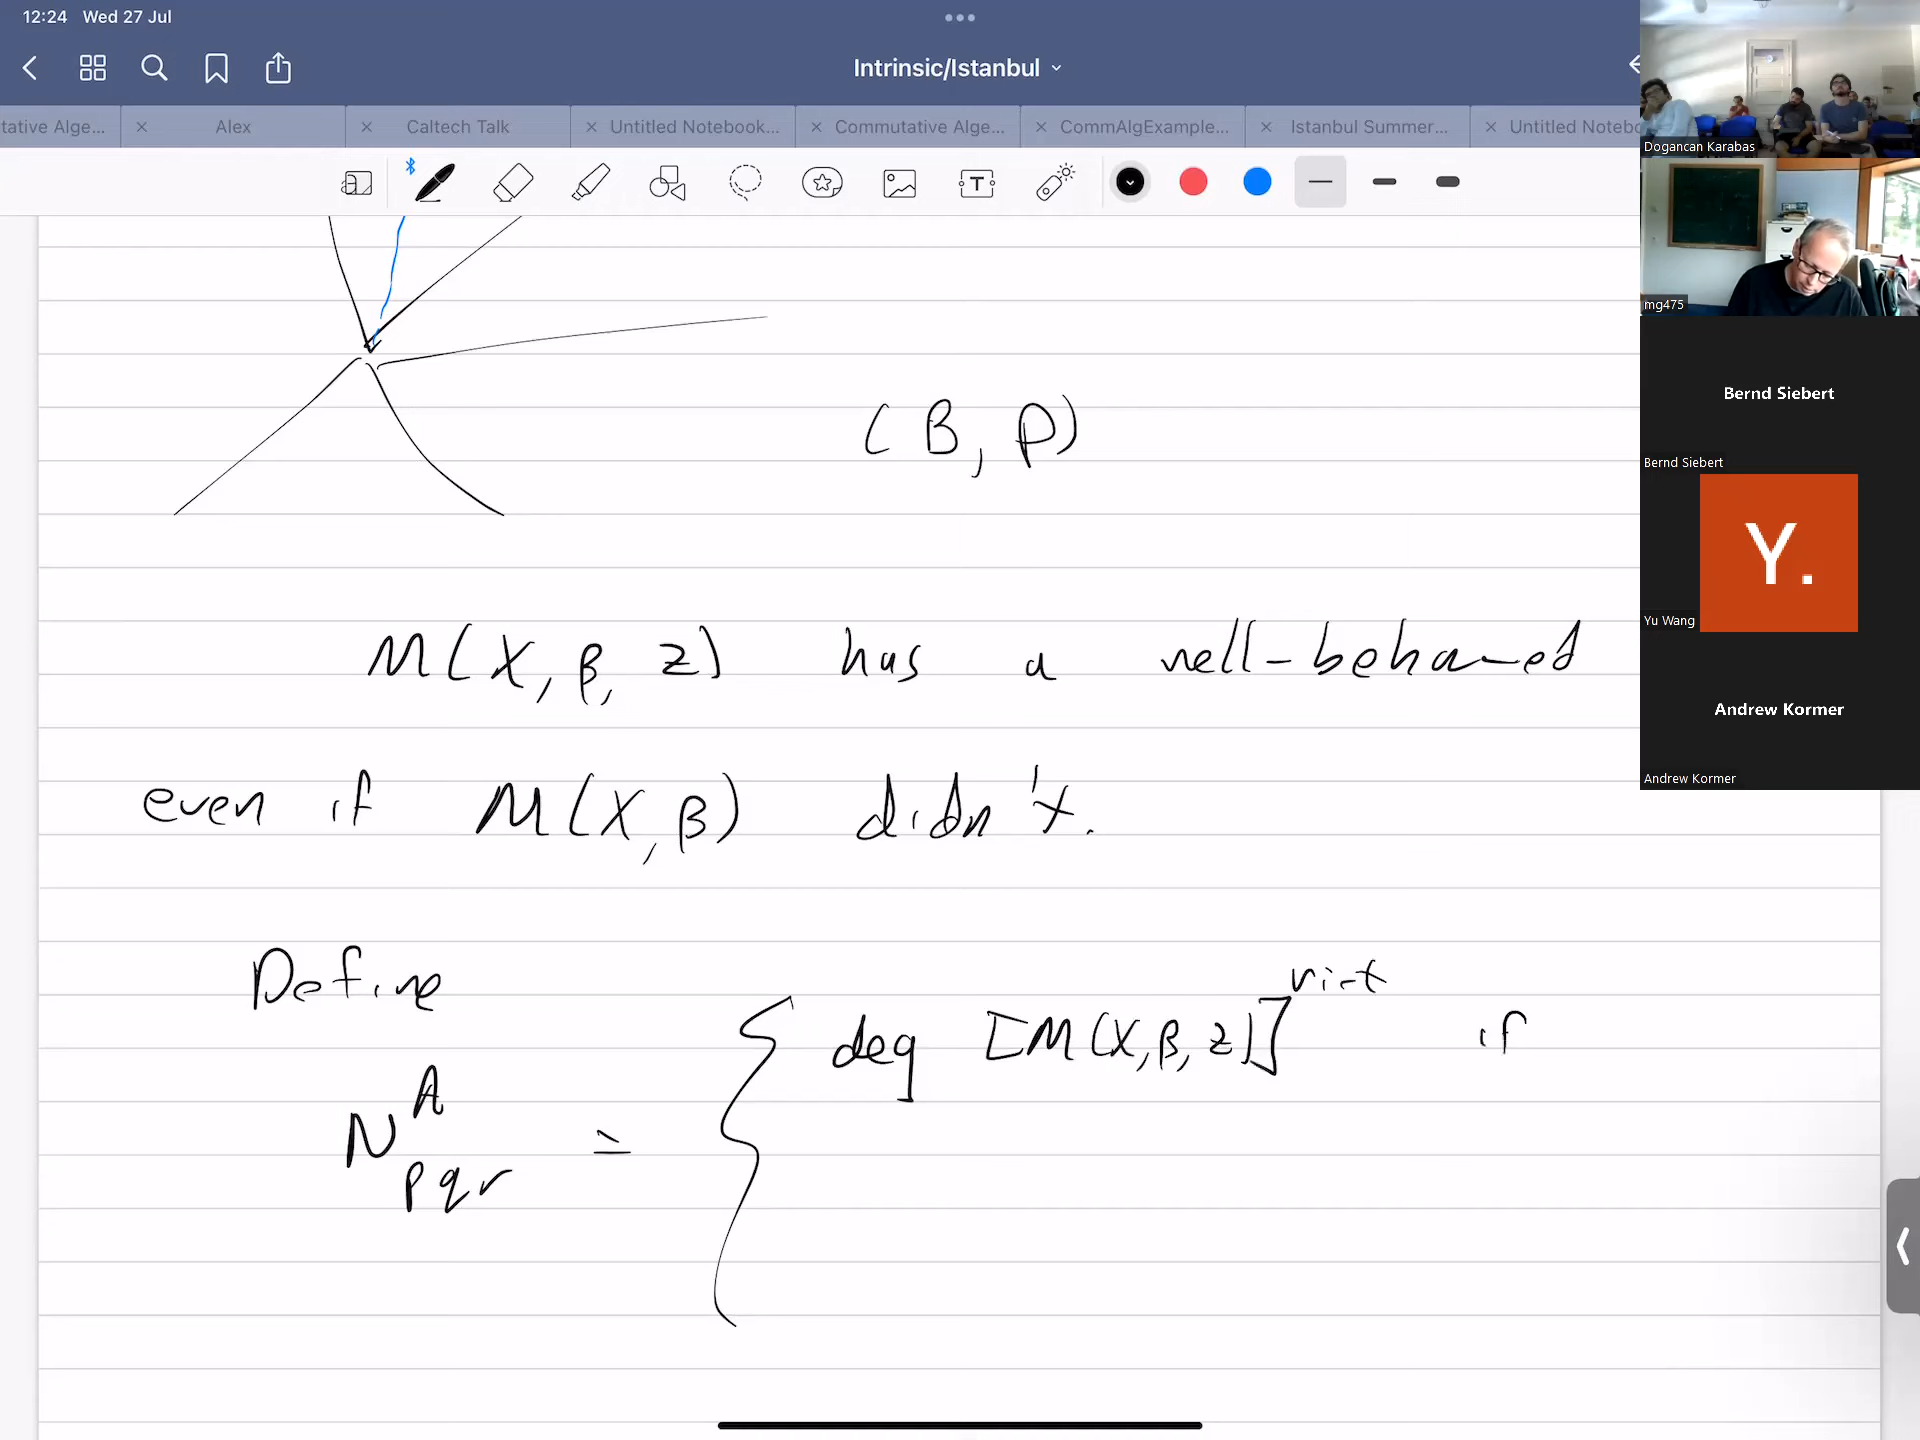 12:24 Wed 27 Jul
Intrinsic/Istanbul
tative Alge...
Alex
Caltech Talk
Untitled Notebook...
Commutative Alge...
CommAlgExample...
Istanbul Summer...
Untitled Notebo
Dogancan Karabas
mg475
Bernd Siebert
Bernd Siebert
Y.
Yu Wang
Andrew Kormer
Andrew Kormer
(B, P)
M(X, β, z) has a well-behaved
even if M(X, β) didn't.
Define
N^A_{pqr} = { deg [M(X,β,z)]^{virt} if